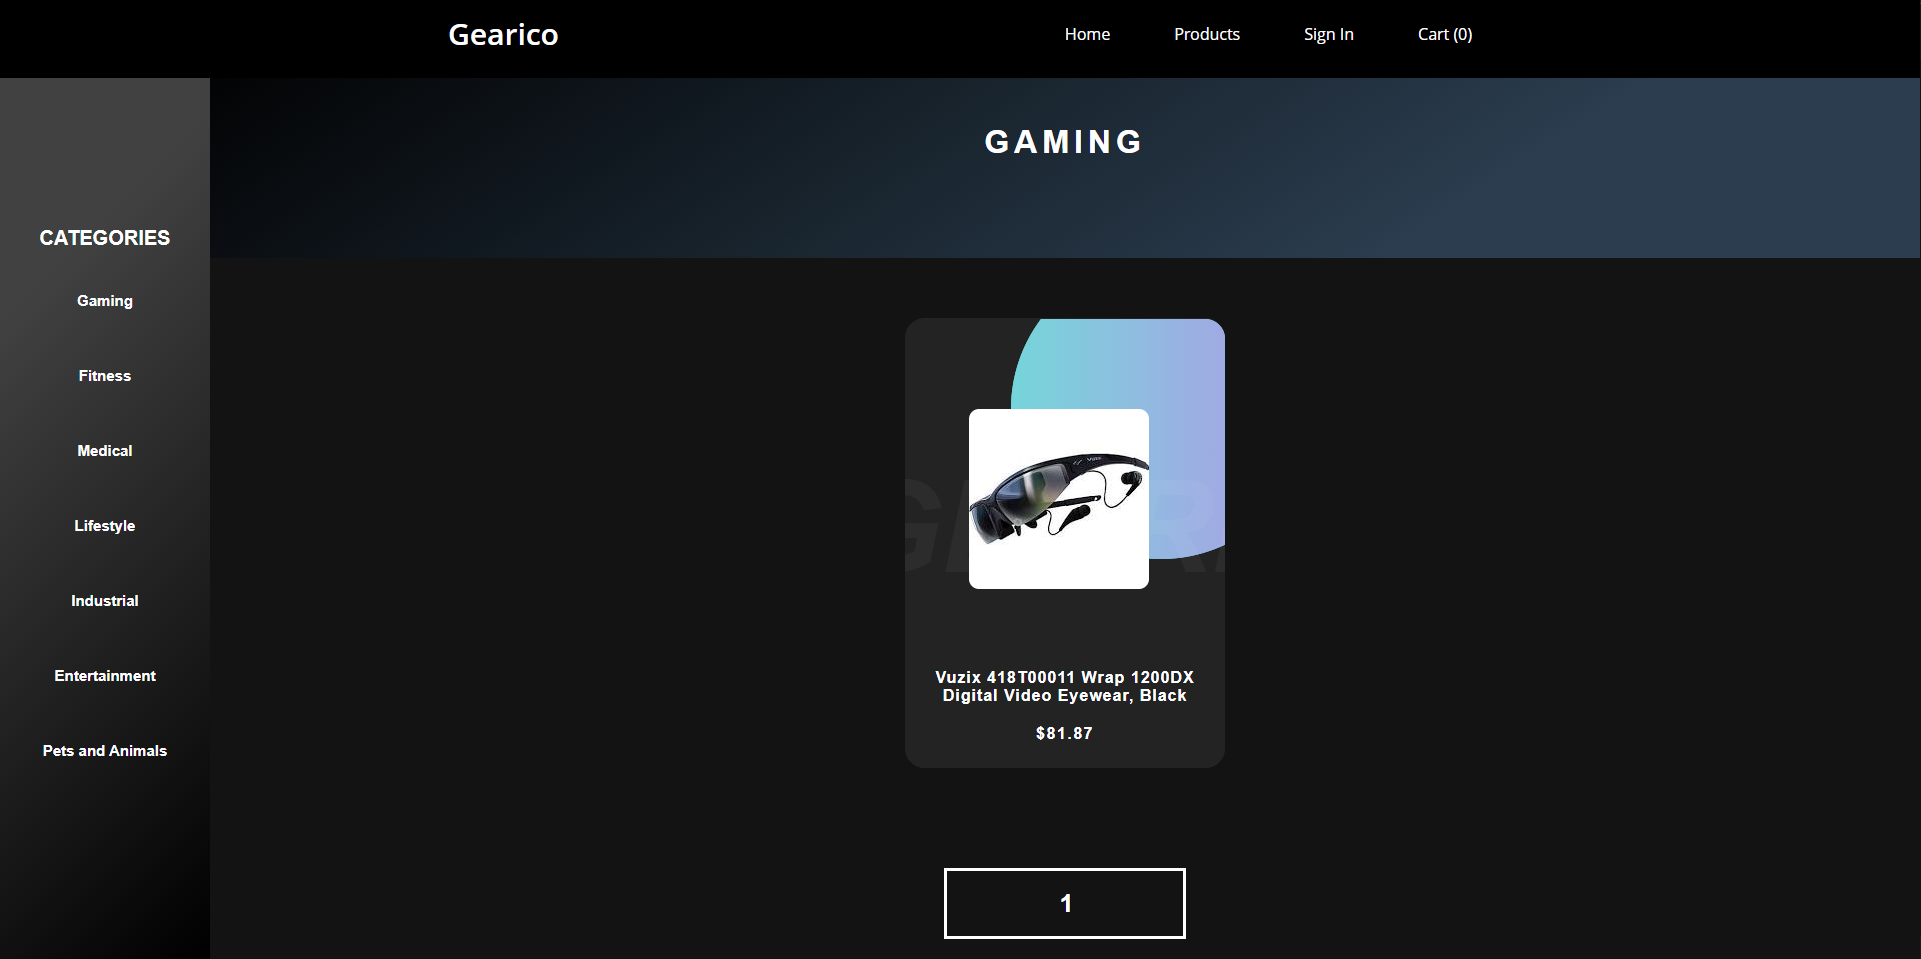 Gearico
Home
Products
Sign In
Cart (0)
GAMING
CATEGORIES
Gaming
Fitness
Medical
Lifestyle
Industrial
Entertainment
Pets and Animals
Vuzix 418T00011 Wrap 1200DX
Digital Video Eyewear, Black
$81.87
1